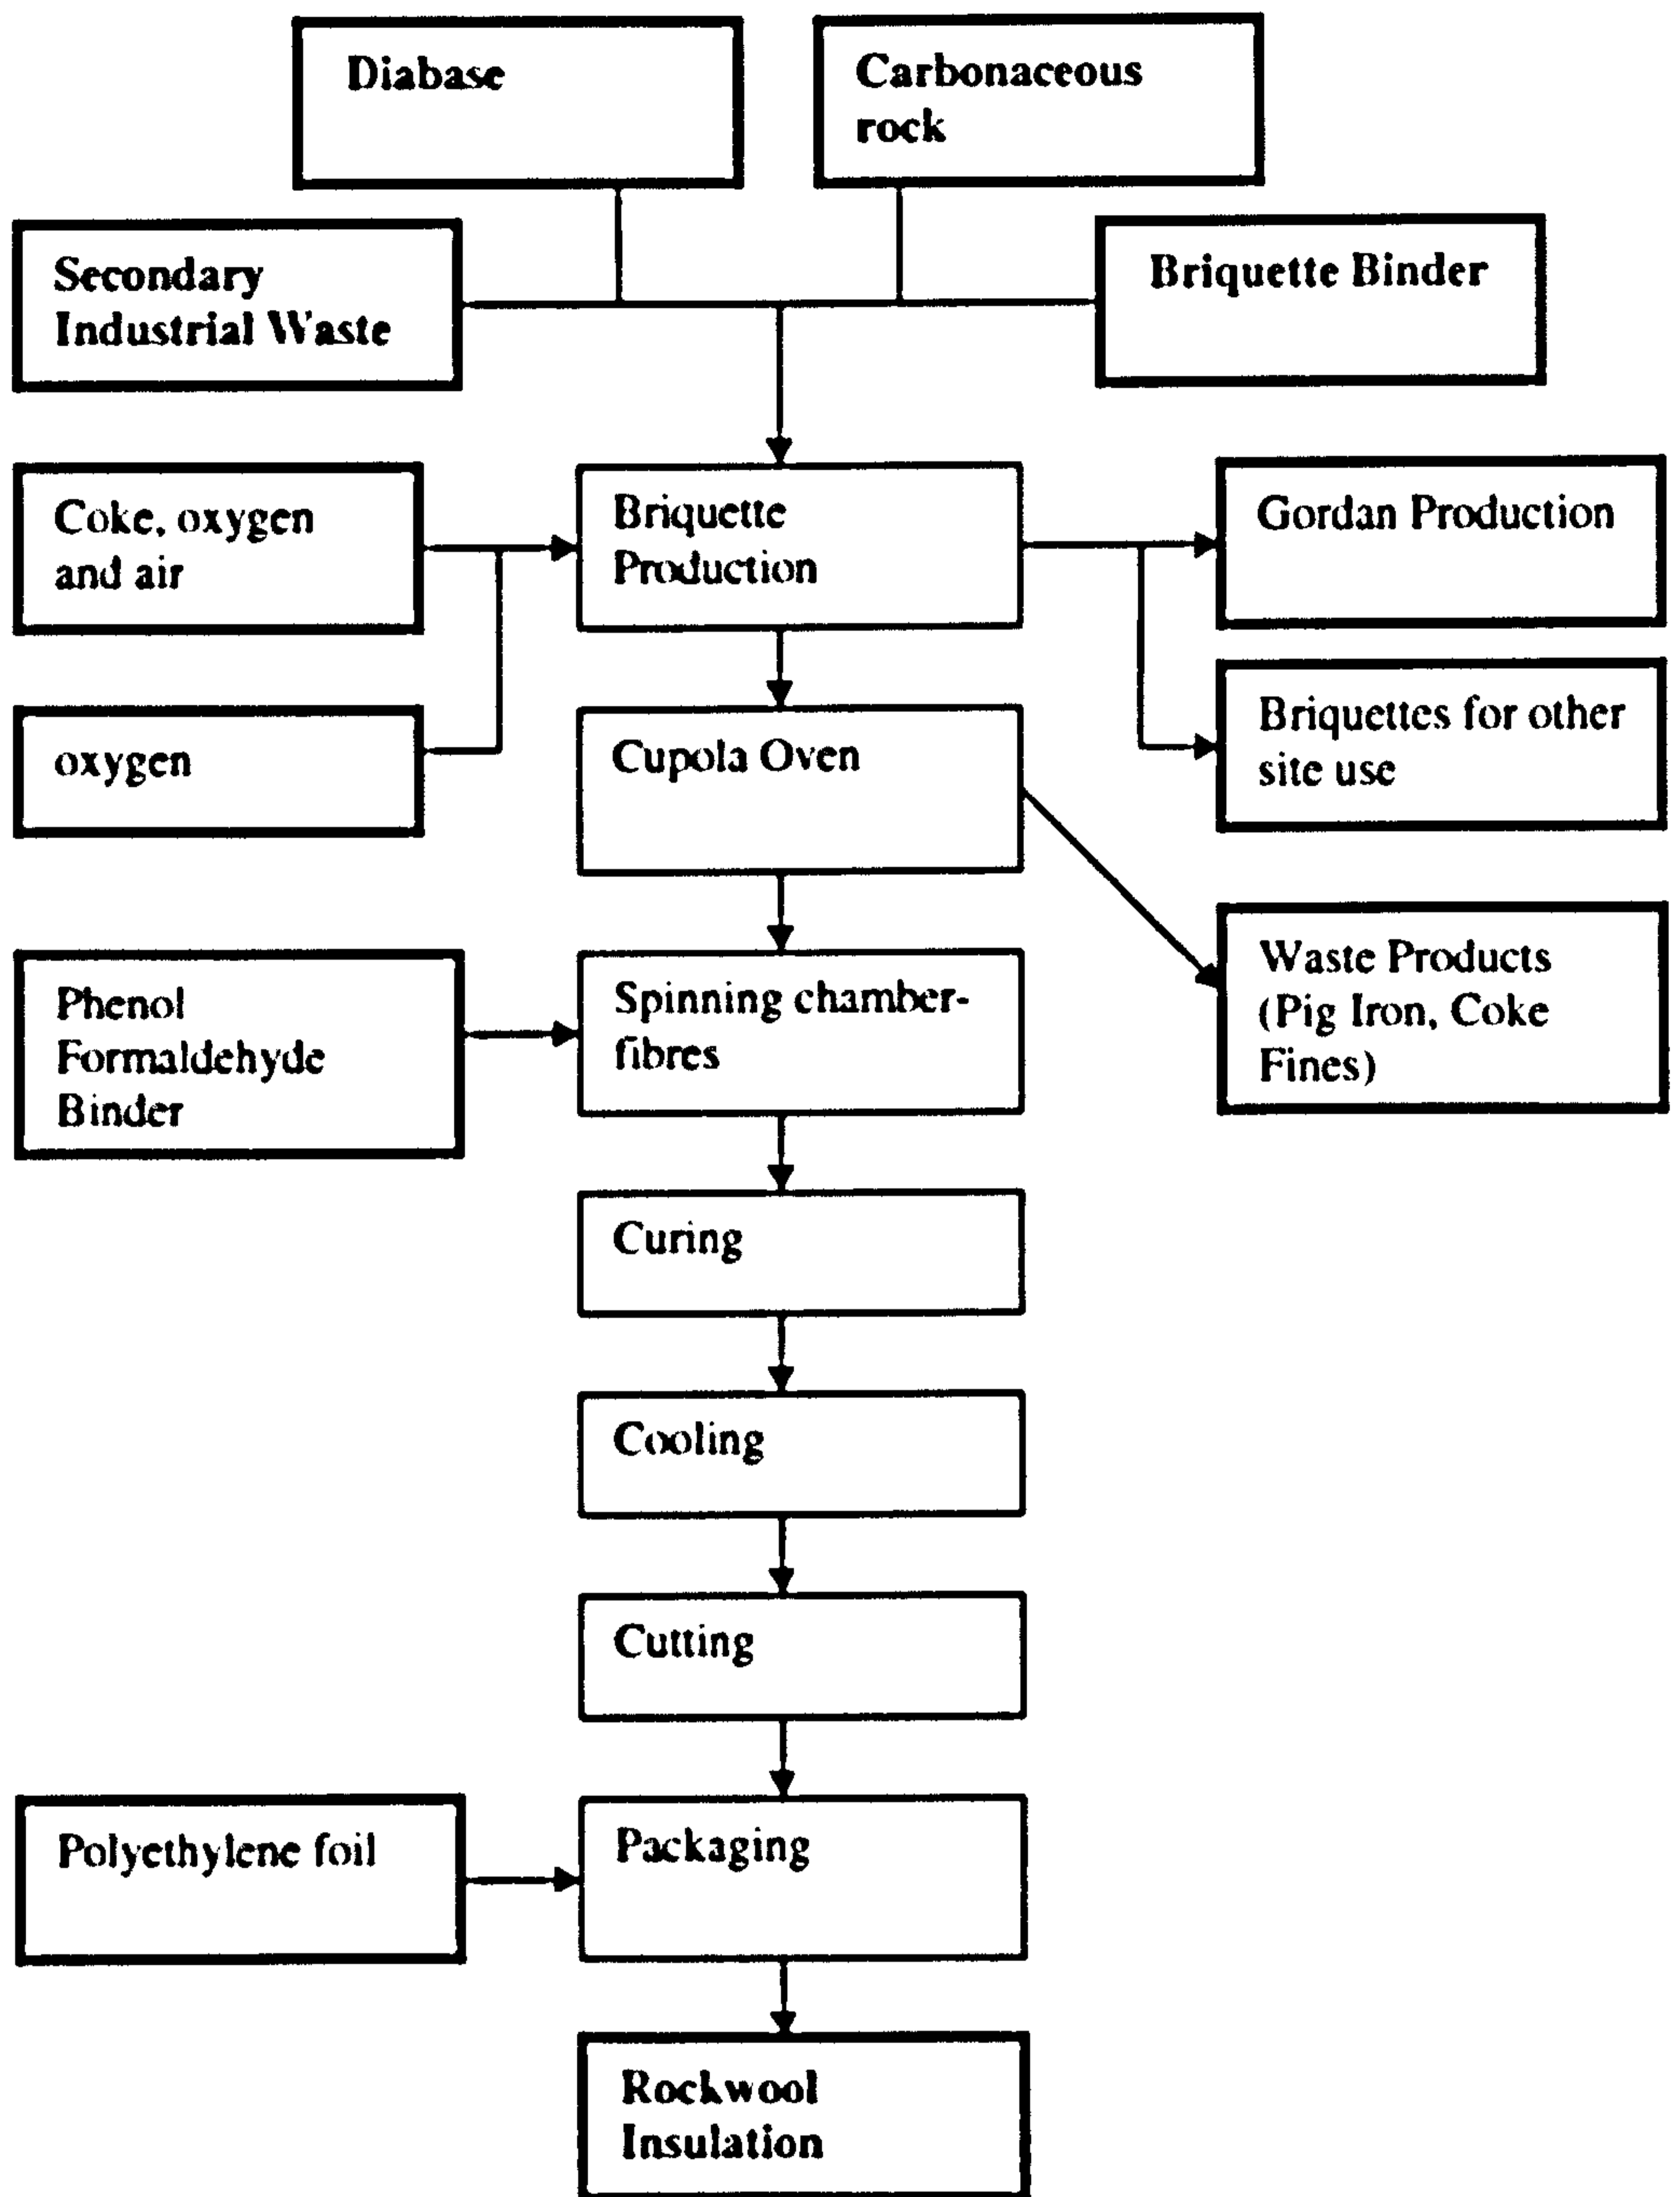 Diabase
Carbonaceous
rock
Secondary
Industrial Waste
Briquette Binder
Coke, oxygen
and air
Briquette
Production
Gordan Production
oxygen
Cupola Oven
Briquettes for other
site use
Phenol
Formaldehyde
Binder
Spinning chamber-
fibres
Waste Products
(Pig Iron, Coke
Fines)
Curing
Cooling
Cutting
Polyethylene foil
Packaging
Rockwool
Insulation